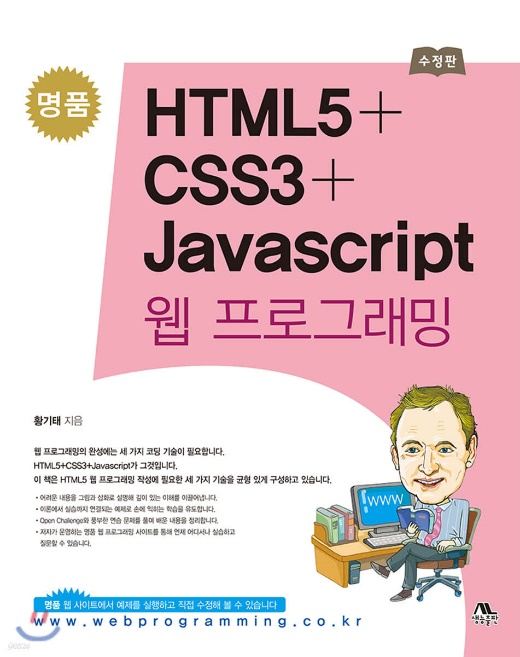 수정판
명품
HTML5+
CSS3+
Javascript
웹 프로그래밍
황기태 지음
웹 프로그래밍의 완성에는 세 가지 코딩 기술이 필요합니다.
HTML5+CSS3+Javascript가 그것입니다.
이 책은 HTML5 웹 프로그래밍 작성에 필요한 세 가지 기술을 균형 있게 구성하고 있습니다.
• 어려운 내용을 그림과 삽화로 설명해 깊이 있는 이해를 이끌어냅니다.
• 이론에서 실습까지 연결되는 예제로 손에 익히는 학습을 유도합니다.
• Open Challenge와 풍부한 연습 문제를 풀며 배운 내용을 정리합니다.
• 저자가 운영하는 명품 웹 프로그래밍 사이트를 통해 언제 어디서나 실습하고
질문할 수 있습니다.
WWW
명품 웹 사이트에서 예제를 실행하고 직접 수정해 볼 수 있습니다
www.webprogramming.co.kr
생능출판
yes24